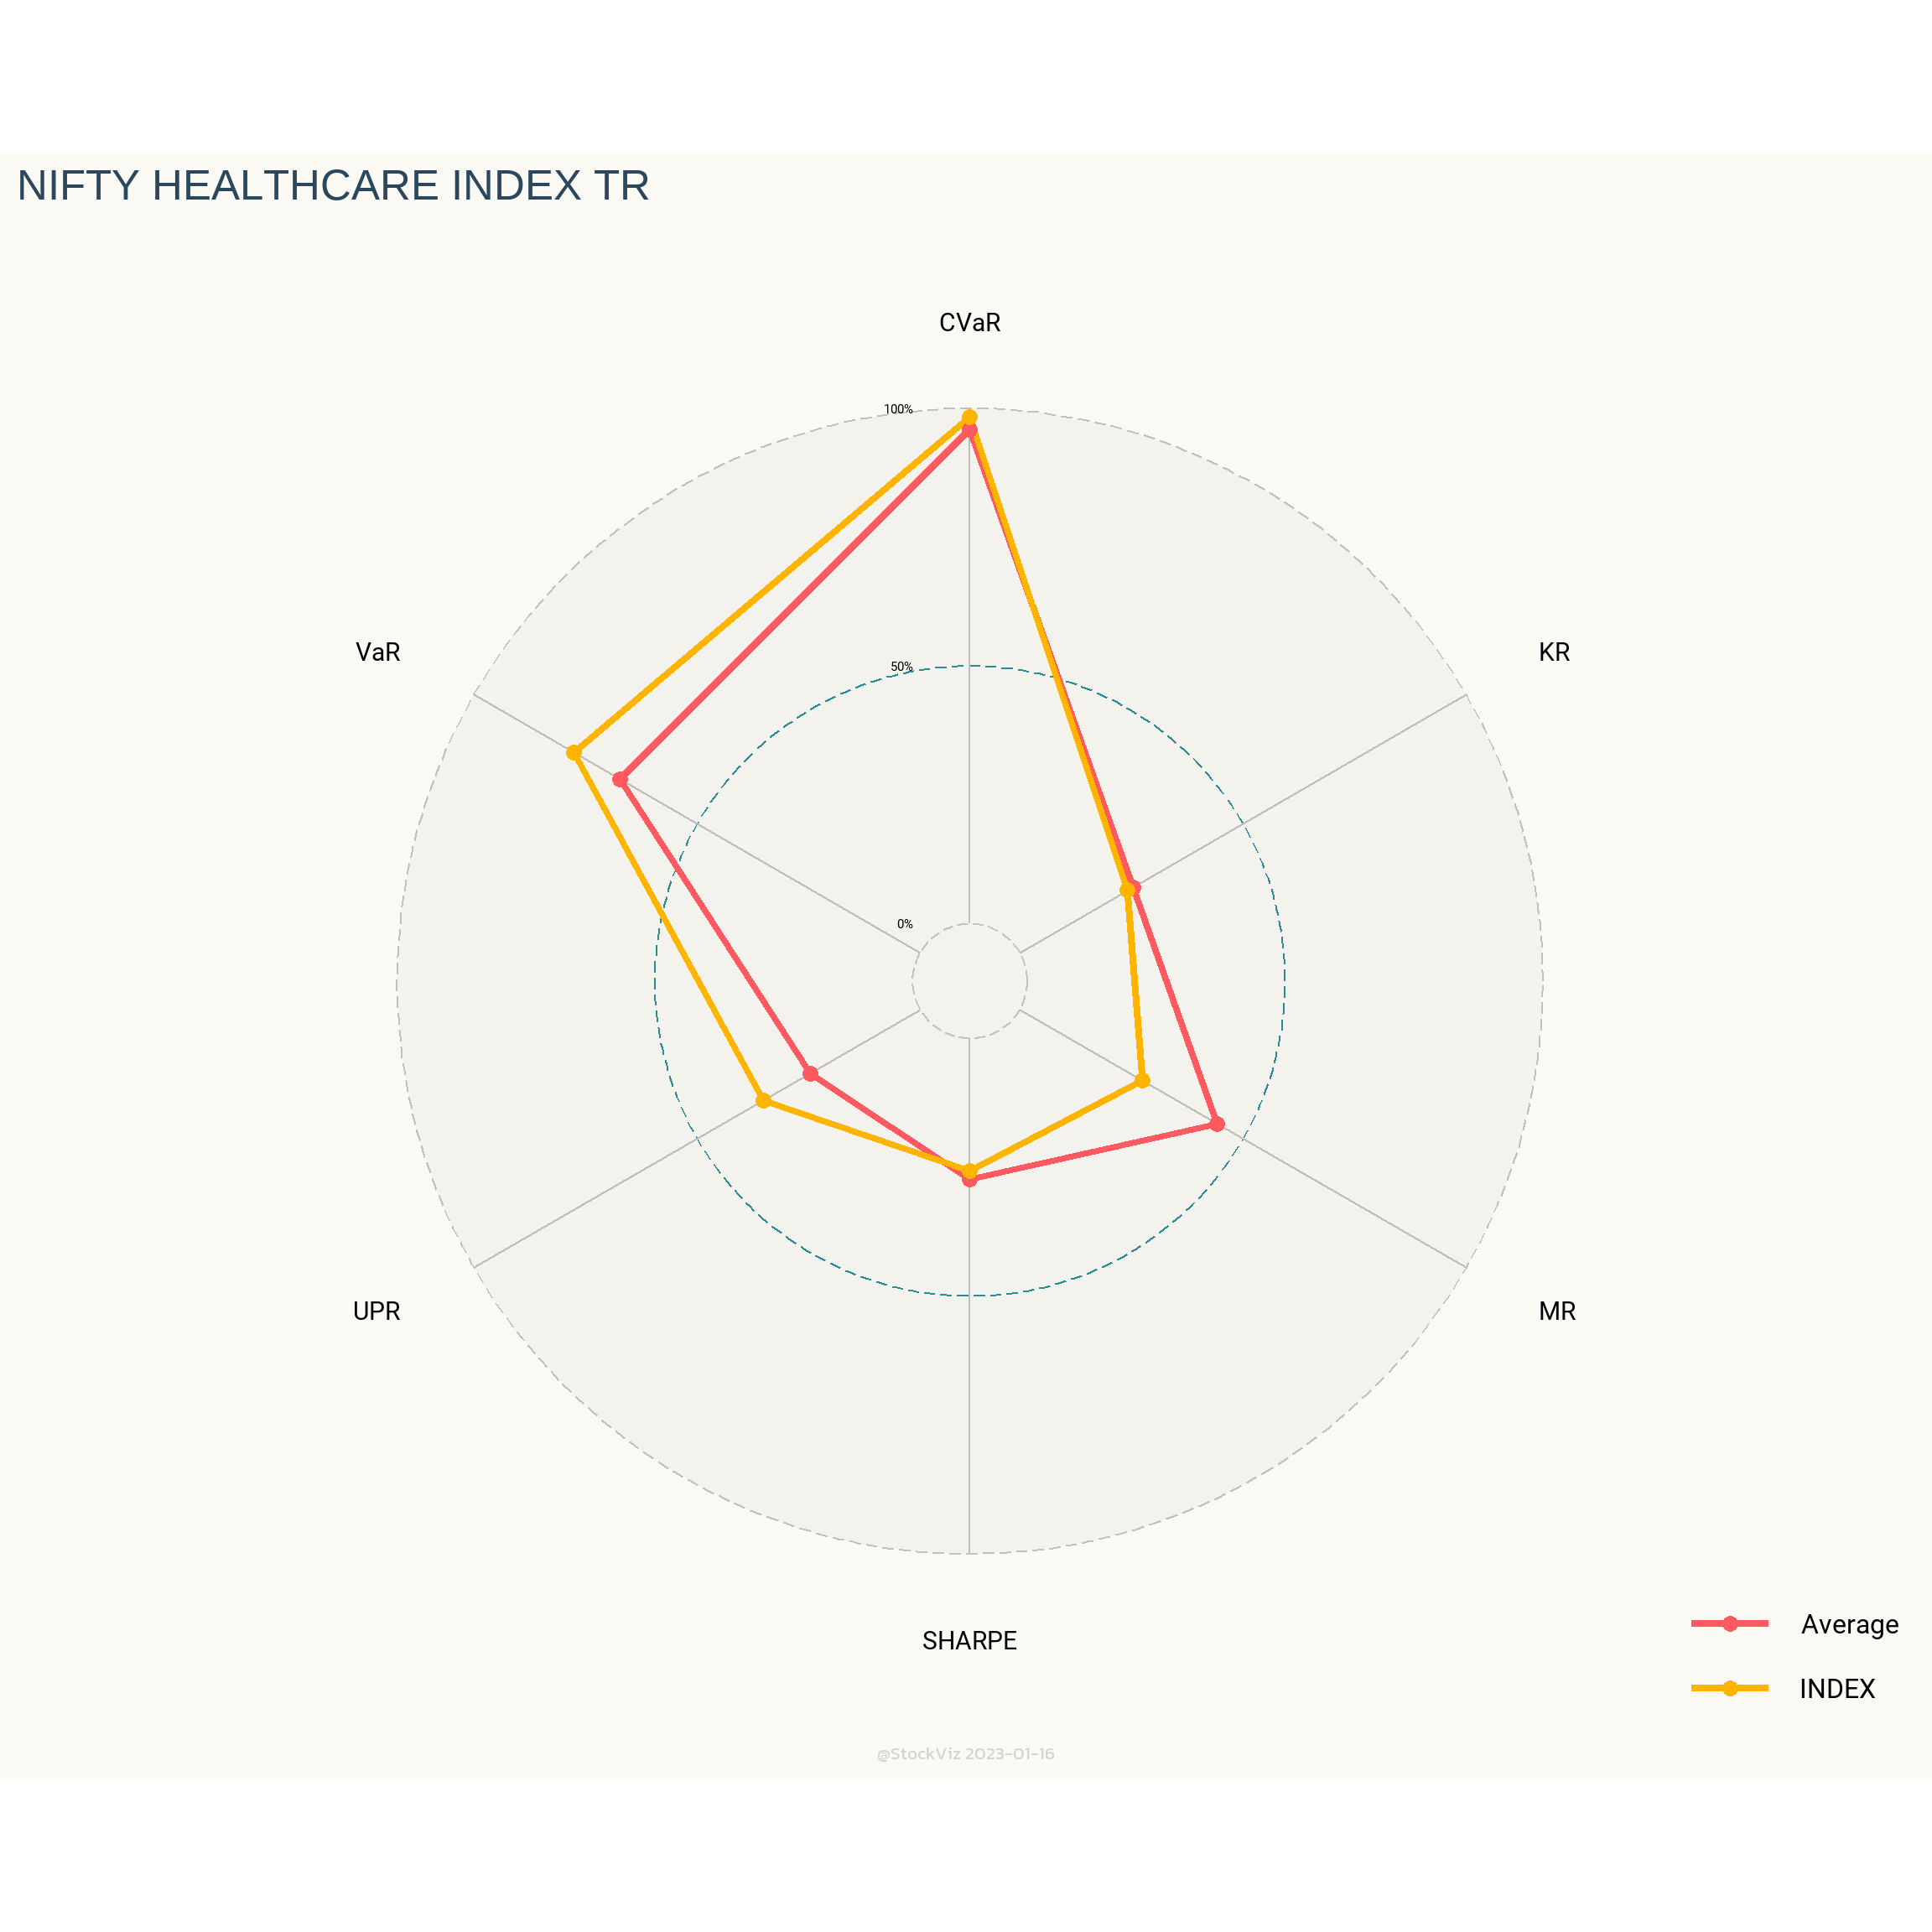 NIFTY HEALTHCARE INDEX TR
CVaR
100%
VaR
KR
50%
0%
UPR
MR
SHARPE
Average
INDEX
@StockViz 2023-01-16